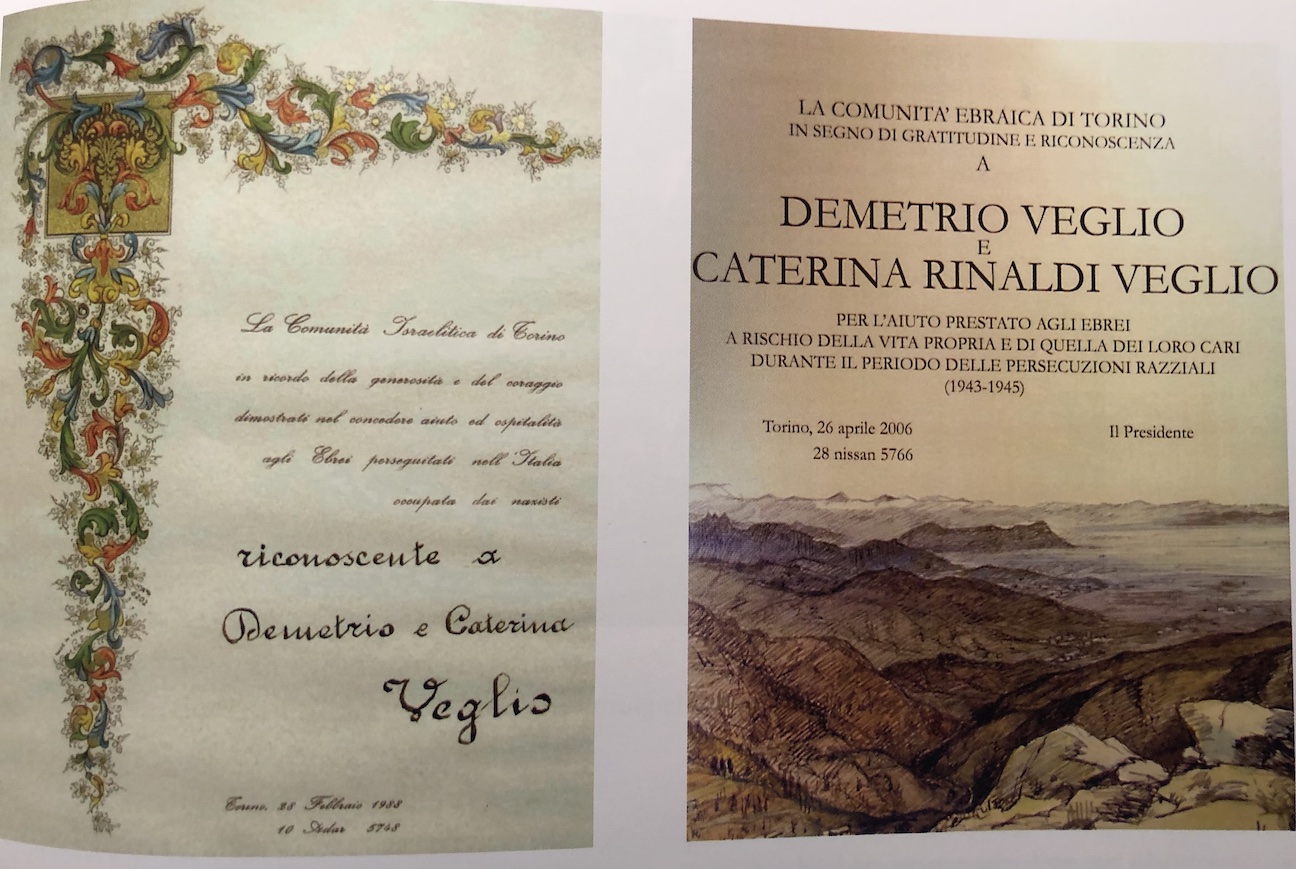 La Comunità Israelitica di Torino
in ricordo della generosità e del coraggio
dimostrati nel concedere aiuto ed ospitalità
agli Ebrei perseguitati nell'Italia
occupata dai nazisti
riconoscente a
Demetrio e Caterina
Veglio
Torino, 28 Febbraio 1988
10 Adar 5748
LA COMUNITA' EBRAICA DI TORINO
IN SEGNO DI GRATITUDINE E RICONOSCENZA
A
DEMETRIO VEGLIO
E
CATERINA RINALDI VEGLIO
PER L'AIUTO PRESTATO AGLI EBREI
A RISCHIO DELLA VITA PROPRIA E DI QUELLA DEI LORO CARI
DURANTE IL PERIODO DELLE PERSECUZIONI RAZZIALI
(1943-1945)
Torino, 26 aprile 2006
28 nissan 5766
Il Presidente